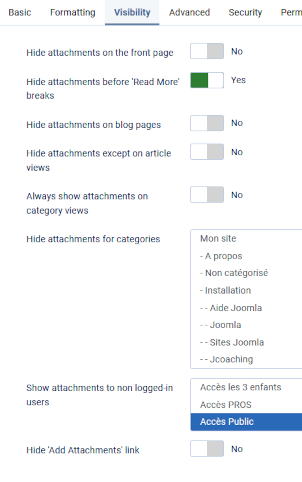 Basic Formatting Visibility Advanced Security
Hide attachments on the front page No
Hide attachments before 'Read More' Yes
breaks
Hide attachments on blog pages No
Hide attachments except on article No
views
Always show attachments on No
category views
Hide attachments for categories Mon site
- A propos
- Non catégorisé
- Installation
- - Aide Joomla
- - Joomla
- - Sites Joomla
- - Jcoaching
Show attachments to non logged-in Accès les 3 enfants
users Accès PROS
Accès Public
Hide 'Add Attachments' link No